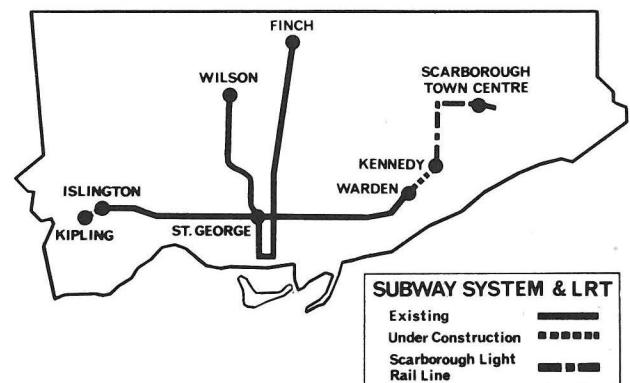 FINCH
WILSON
SCARBOROUGH
TOWN CENTRE
KENNEDY
WARDEN
ISLINGTON
KIPLING
ST. GEORGE
SUBWAY SYSTEM & LRT
Existing
Under Construction
Scarborough Light
Rail Line